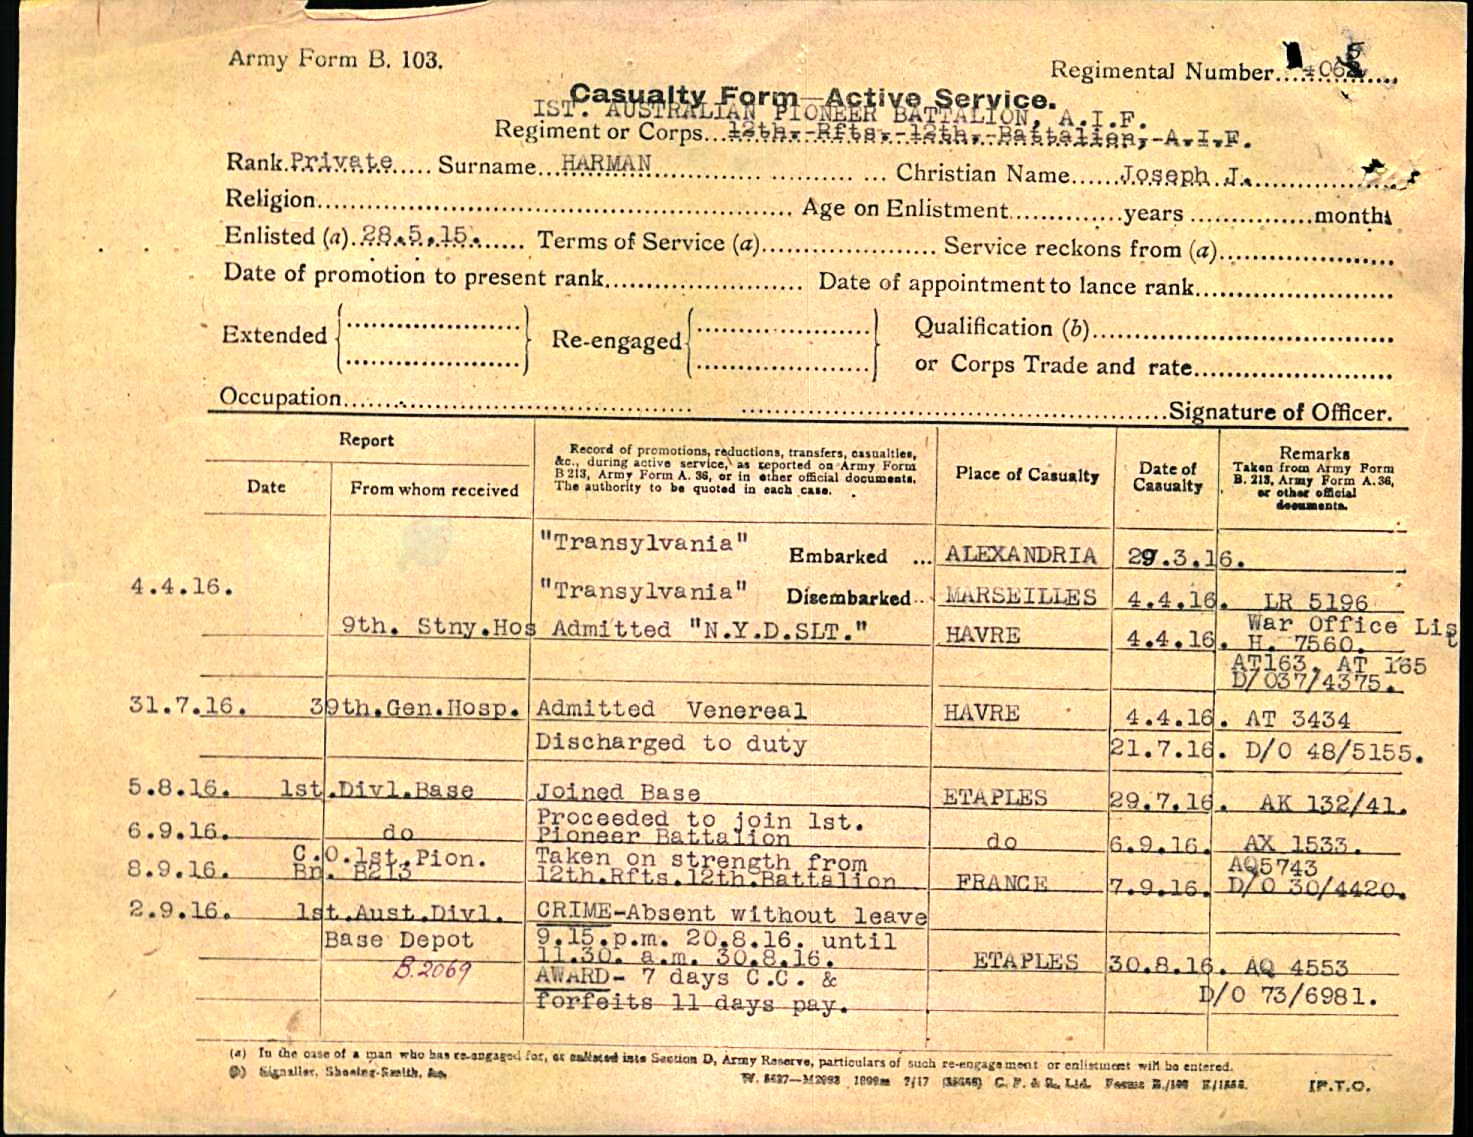 Army Form B. 103.
Regimental Number
Casualty Form—Active Service.
IST. AUSTRALIAN PIONEER BATTALION, A.I.F.
Regiment or Corps...12th.-Rfts.-12th.-Battalion,-A.I.F.
Rank.Private..... Surname...HARMAN.................... Christian Name......Joseph J.
Religion.................... Age on Enlistment.............years..............months
Enlisted (a).28.5.15....... Terms of Service (a).................... Service reckons from (a)....................
Date of promotion to present rank.................... Date of appointment to lance rank....................
Extended Re-engaged Qualification (b)....................
or Corps Trade and rate....................
Occupation.................... ....................Signature of Officer.
Report
Date From whom received
Record of promotions, reductions, transfers, casualties,
&c., during active service, as reported on Army Form
B 213, Army Form A. 36, or in other official documents.
The authority to be quoted in each case.
Place of Casualty
Date of
Casualty
Remarks
Taken from Army Form
B. 213, Army Form A. 36,
or other official
documents.
"Transylvania" Embarked ... ALEXANDRIA 29.3.16.
4.4.16. "Transylvania" Disembarked.. MARSEILLES 4.4.16. LR 5196
9th. Stny.Hos Admitted "N.Y.D.SLT." HAVRE 4.4.16. War Office List
H. 7560.
AT163. AT 165
D/037/4375.
31.7.16. 39th.Gen.Hosp. Admitted Venereal HAVRE 4.4.16. AT 3434
Discharged to duty 21.7.16. D/O 48/5155.
5.8.16. 1st.Divl.Base Joined Base ETAPLES 29.7.16. AK 132/41.
6.9.16. do Proceeded to join 1st.
Pioneer Battalion do 6.9.16. AX 1533.
8.9.16. C.O.1st.Pion.
Bn. B213 Taken on strength from
12th.Rfts.12th.Battalion FRANCE 7.9.16. AQ5743
D/O 30/4420.
2.9.16. 1st.Aust.Divl.
Base Depot
B.2069
CRIME-Absent without leave
9.15.p.m. 20.8.16. until
11.30. a.m. 30.8.16.
AWARD- 7 days C.C. &
forfeits 11 days pay.
ETAPLES 30.8.16. AQ 4553
D/O 73/6981.
(a) In the case of a man who has re-engaged for, or enlisted into Section D, Army Reserve, particulars of such re-engagement or enlistment will be entered.
(b) Signaller, Shoeing-Smith, &c.
[P.T.O.